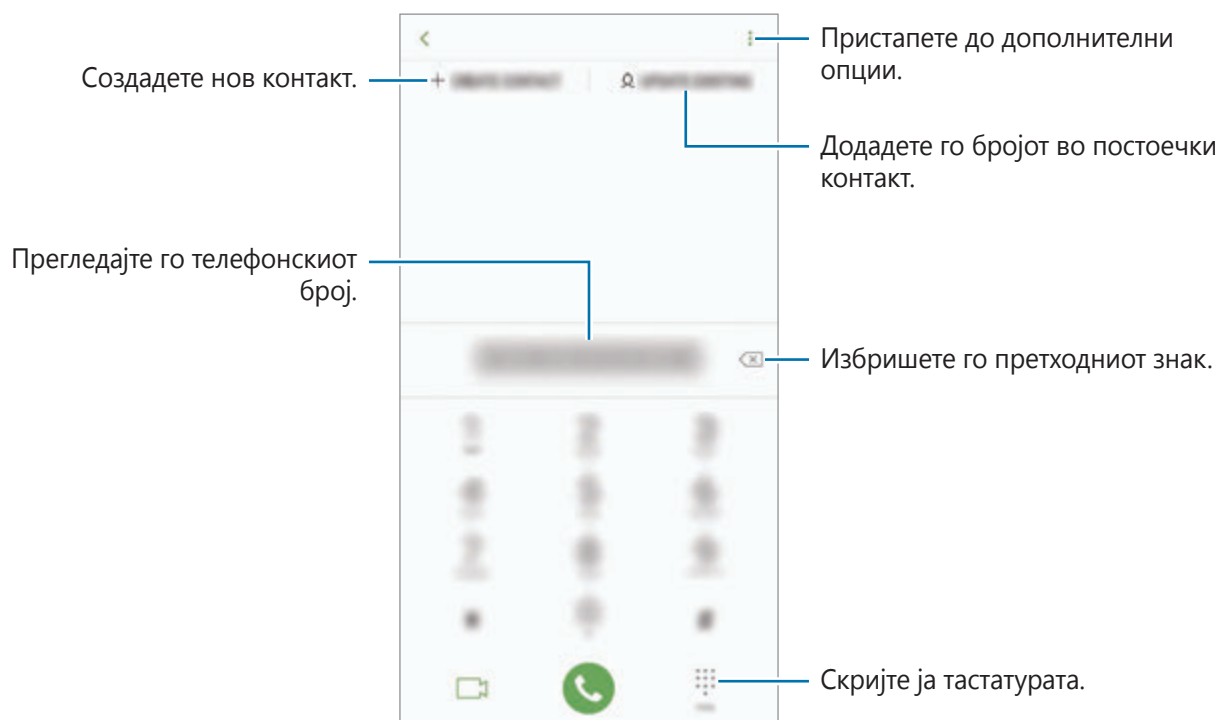 Создадете нов контакт.
Пристапете до дополнителни
опции.
Додадете го бројот во постоечки
контакт.
Прегледајте го телефонскиот
број.
Избришете го претходниот знак.
Скријте ја тастатурата.